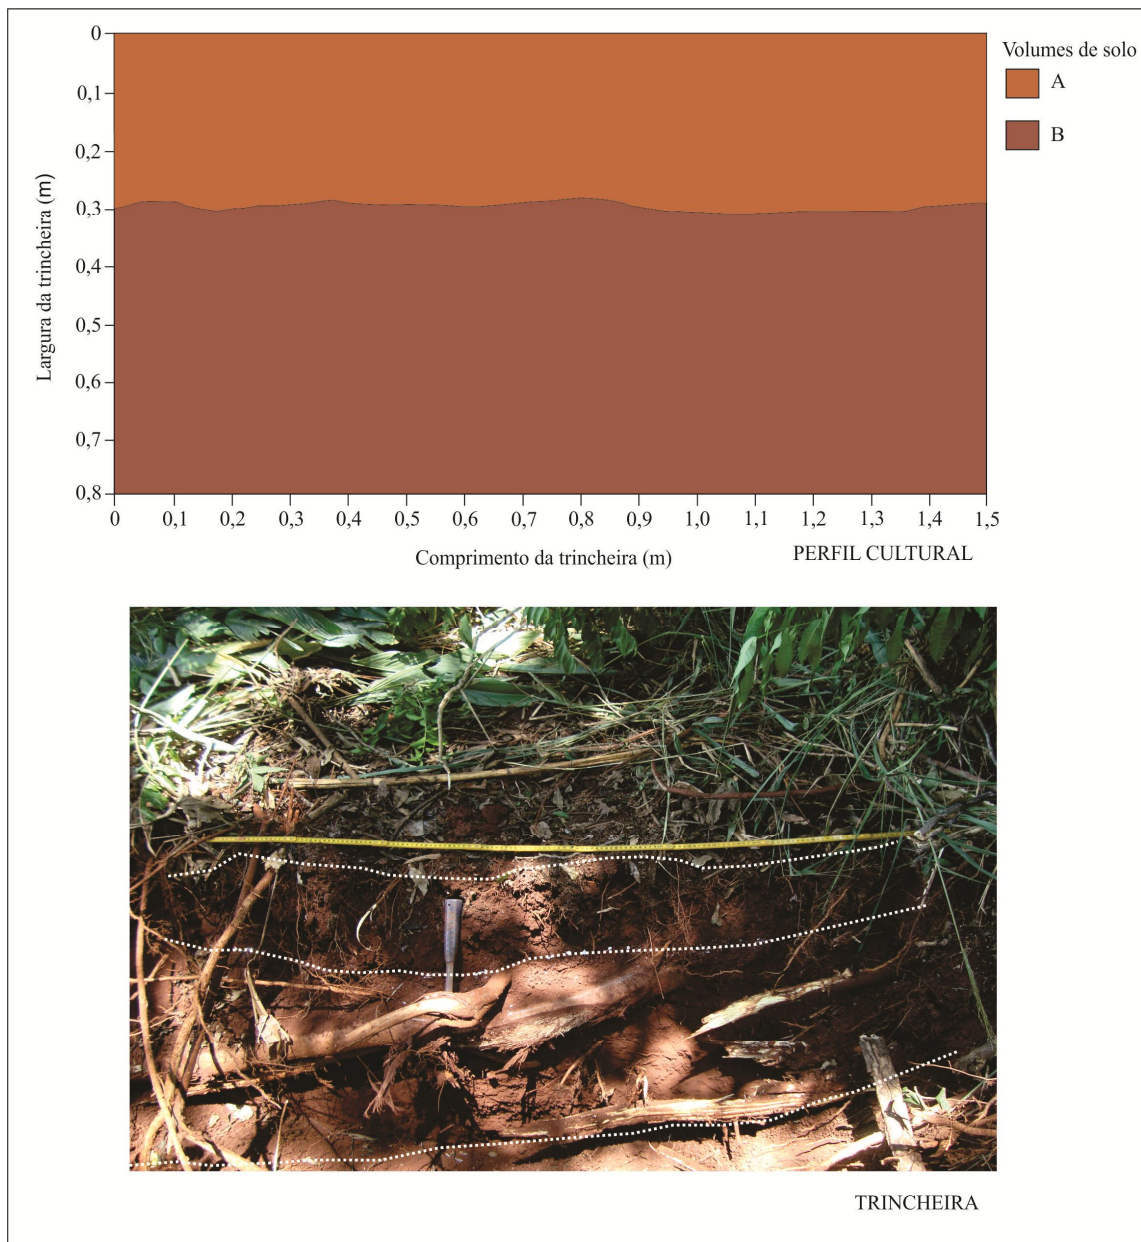 Volumes de solo
A
B
Largura da trincheira (m)
0
0,1
0,2
0,3
0,4
0,5
0,6
0,7
0,8
0 0,1 0,2 0,3 0,4 0,5 0,6 0,7 0,8 0,9 1,0 1,1 1,2 1,3 1,4 1,5
Comprimento da trincheira (m)
PERFIL CULTURAL
TRINCHEIRA